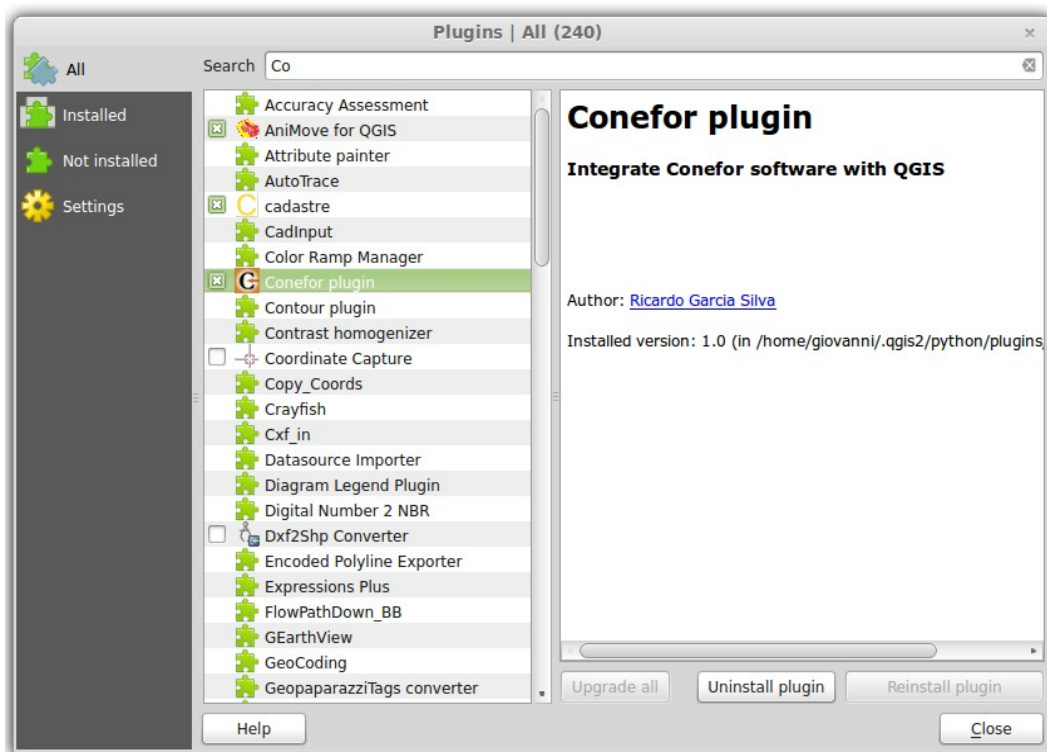 Plugins | All (240)
All
Installed
Not installed
Settings
Search Co
Accuracy Assessment
AniMove for QGIS
Attribute painter
AutoTrace
cadastre
CadInput
Color Ramp Manager
Conefor plugin
Contour plugin
Contrast homogenizer
Coordinate Capture
Copy_Coords
Crayfish
Cxf_in
Datasource Importer
Diagram Legend Plugin
Digital Number 2 NBR
Dxf2Shp Converter
Encoded Polyline Exporter
Expressions Plus
FlowPathDown_BB
GEarthView
GeoCoding
GeopaparazziTags converter
Conefor plugin
Integrate Conefor software with QGIS
Author: Ricardo Garcia Silva
Installed version: 1.0 (in /home/giovanni/.qgis2/python/plugins
Upgrade all
Uninstall plugin
Reinstall plugin
Help
Close